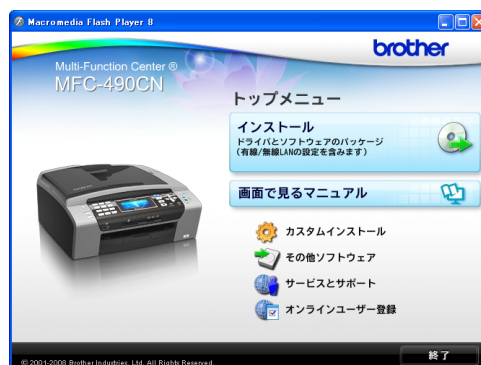 Macromedia Flash Player 8
brother
Multi-Function Center ®
MFC-490CN
トップメニュー
インストール
ドライバとソフトウェアのパッケージ
(有線/無線LANの設定を含みます)
画面で見るマニュアル
カスタムインストール
その他ソフトウェア
サービスとサポート
オンラインユーザー登録
終了
© 2001-2008 Brother Industries, Ltd. All Rights Reserved.